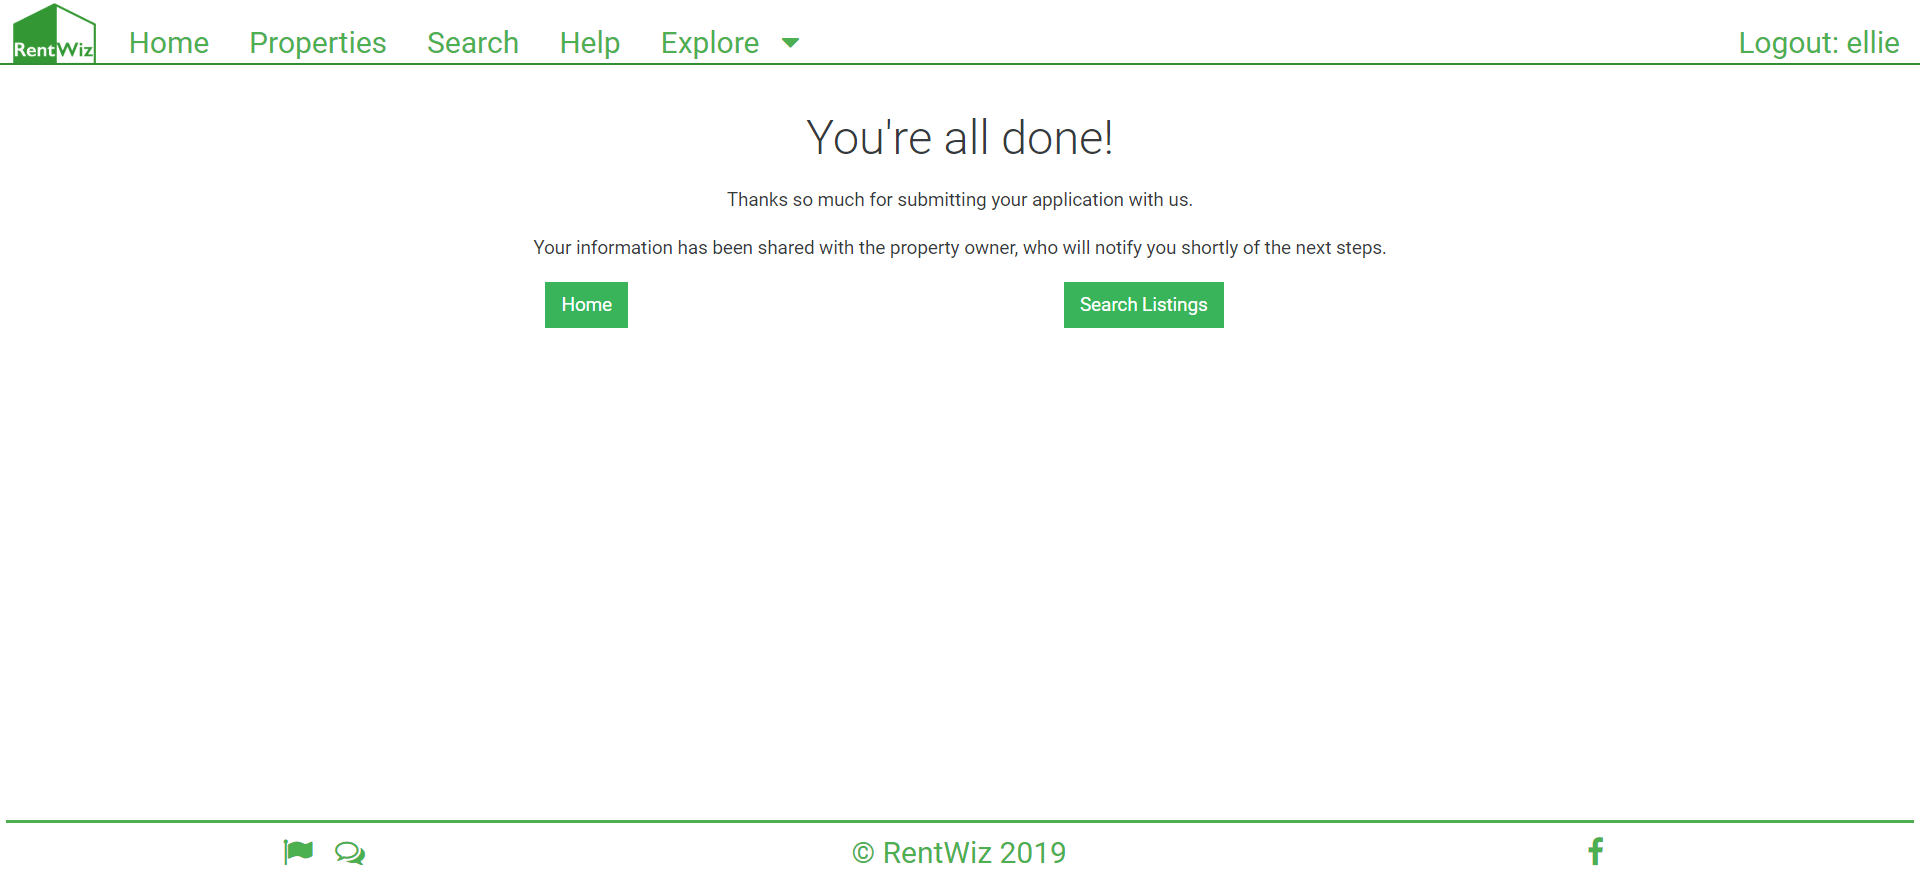 RentWiz
Home Properties Search Help Explore Logout: ellie
You're all done!
Thanks so much for submitting your application with us.
Your information has been shared with the property owner, who will notify you shortly of the next steps.
Home Search Listings
© RentWiz 2019